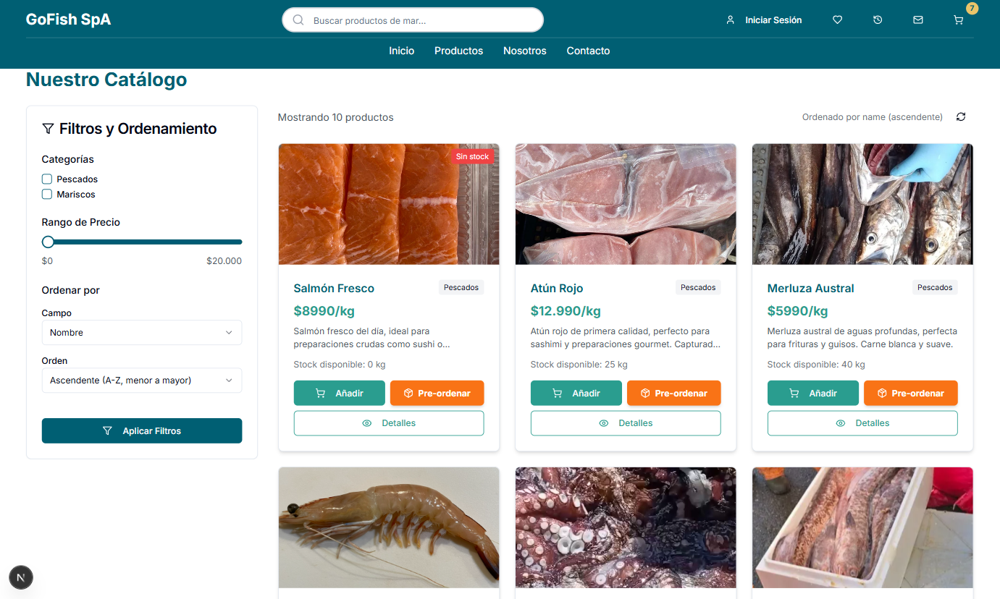 GoFish SpA
Buscar productos de mar...
Iniciar Sesión
7
Inicio
Productos
Nosotros
Contacto
Nuestro Catálogo
Filtros y Ordenamiento
Categorías
Pescados
Mariscos
Rango de Precio
$0
$20.000
Ordenar por
Campo
Nombre
Orden
Ascendente (A-Z, menor a mayor)
Aplicar Filtros
Mostrando 10 productos
Ordenado por name (ascendente)
Sin stock
Salmón Fresco
Pescados
$8990/kg
Salmón fresco del día, ideal para
preparaciones crudas como sushi o...
Stock disponible: 0 kg
Añadir
Pre-ordenar
Detalles
Atún Rojo
Pescados
$12.990/kg
Atún rojo de primera calidad, perfecto para
sashimi y preparaciones gourmet. Capturad...
Stock disponible: 25 kg
Añadir
Pre-ordenar
Detalles
Merluza Austral
Pescados
$5990/kg
Merluza austral de aguas profundas, perfecta
para frituras y guisos. Carne blanca y suave.
Stock disponible: 40 kg
Añadir
Pre-ordenar
Detalles
N